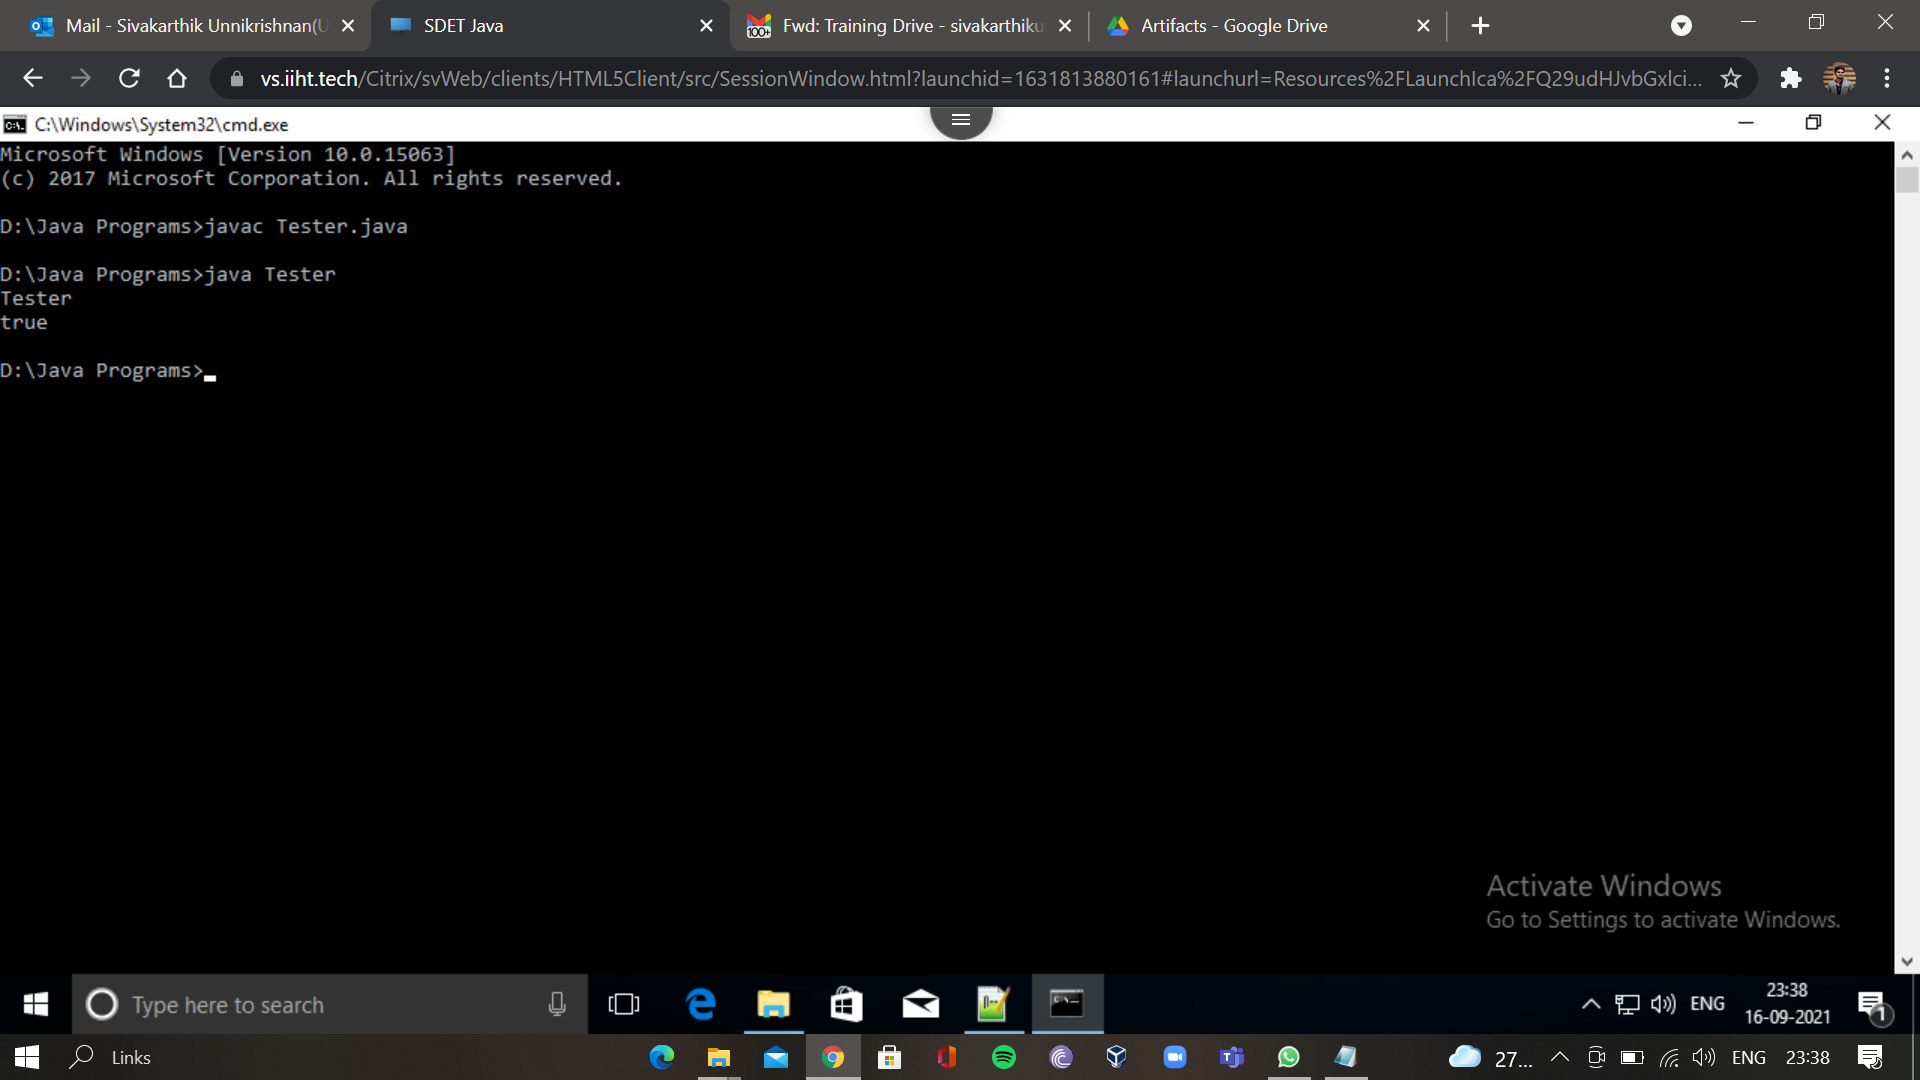 Mail - Sivakarthik Unnikrishnan(U
SDET Java
Fwd: Training Drive - sivakarthiku
Artifacts - Google Drive
vs.iiht.tech/Citrix/svWeb/clients/HTML5Client/src/SessionWindow.html?launchid=1631813880161#launchurl=Resources%2FLaunchIca%2FQ29udHJvbGxlci...
C:\Windows\System32\cmd.exe
Microsoft Windows [Version 10.0.15063]
(c) 2017 Microsoft Corporation. All rights reserved.
D:\Java Programs>javac Tester.java
D:\Java Programs>java Tester
Tester
true
D:\Java Programs>
Activate Windows
Go to Settings to activate Windows.
Type here to search
ENG
23:38
16-09-2021
1
Links
27...
ENG
23:38